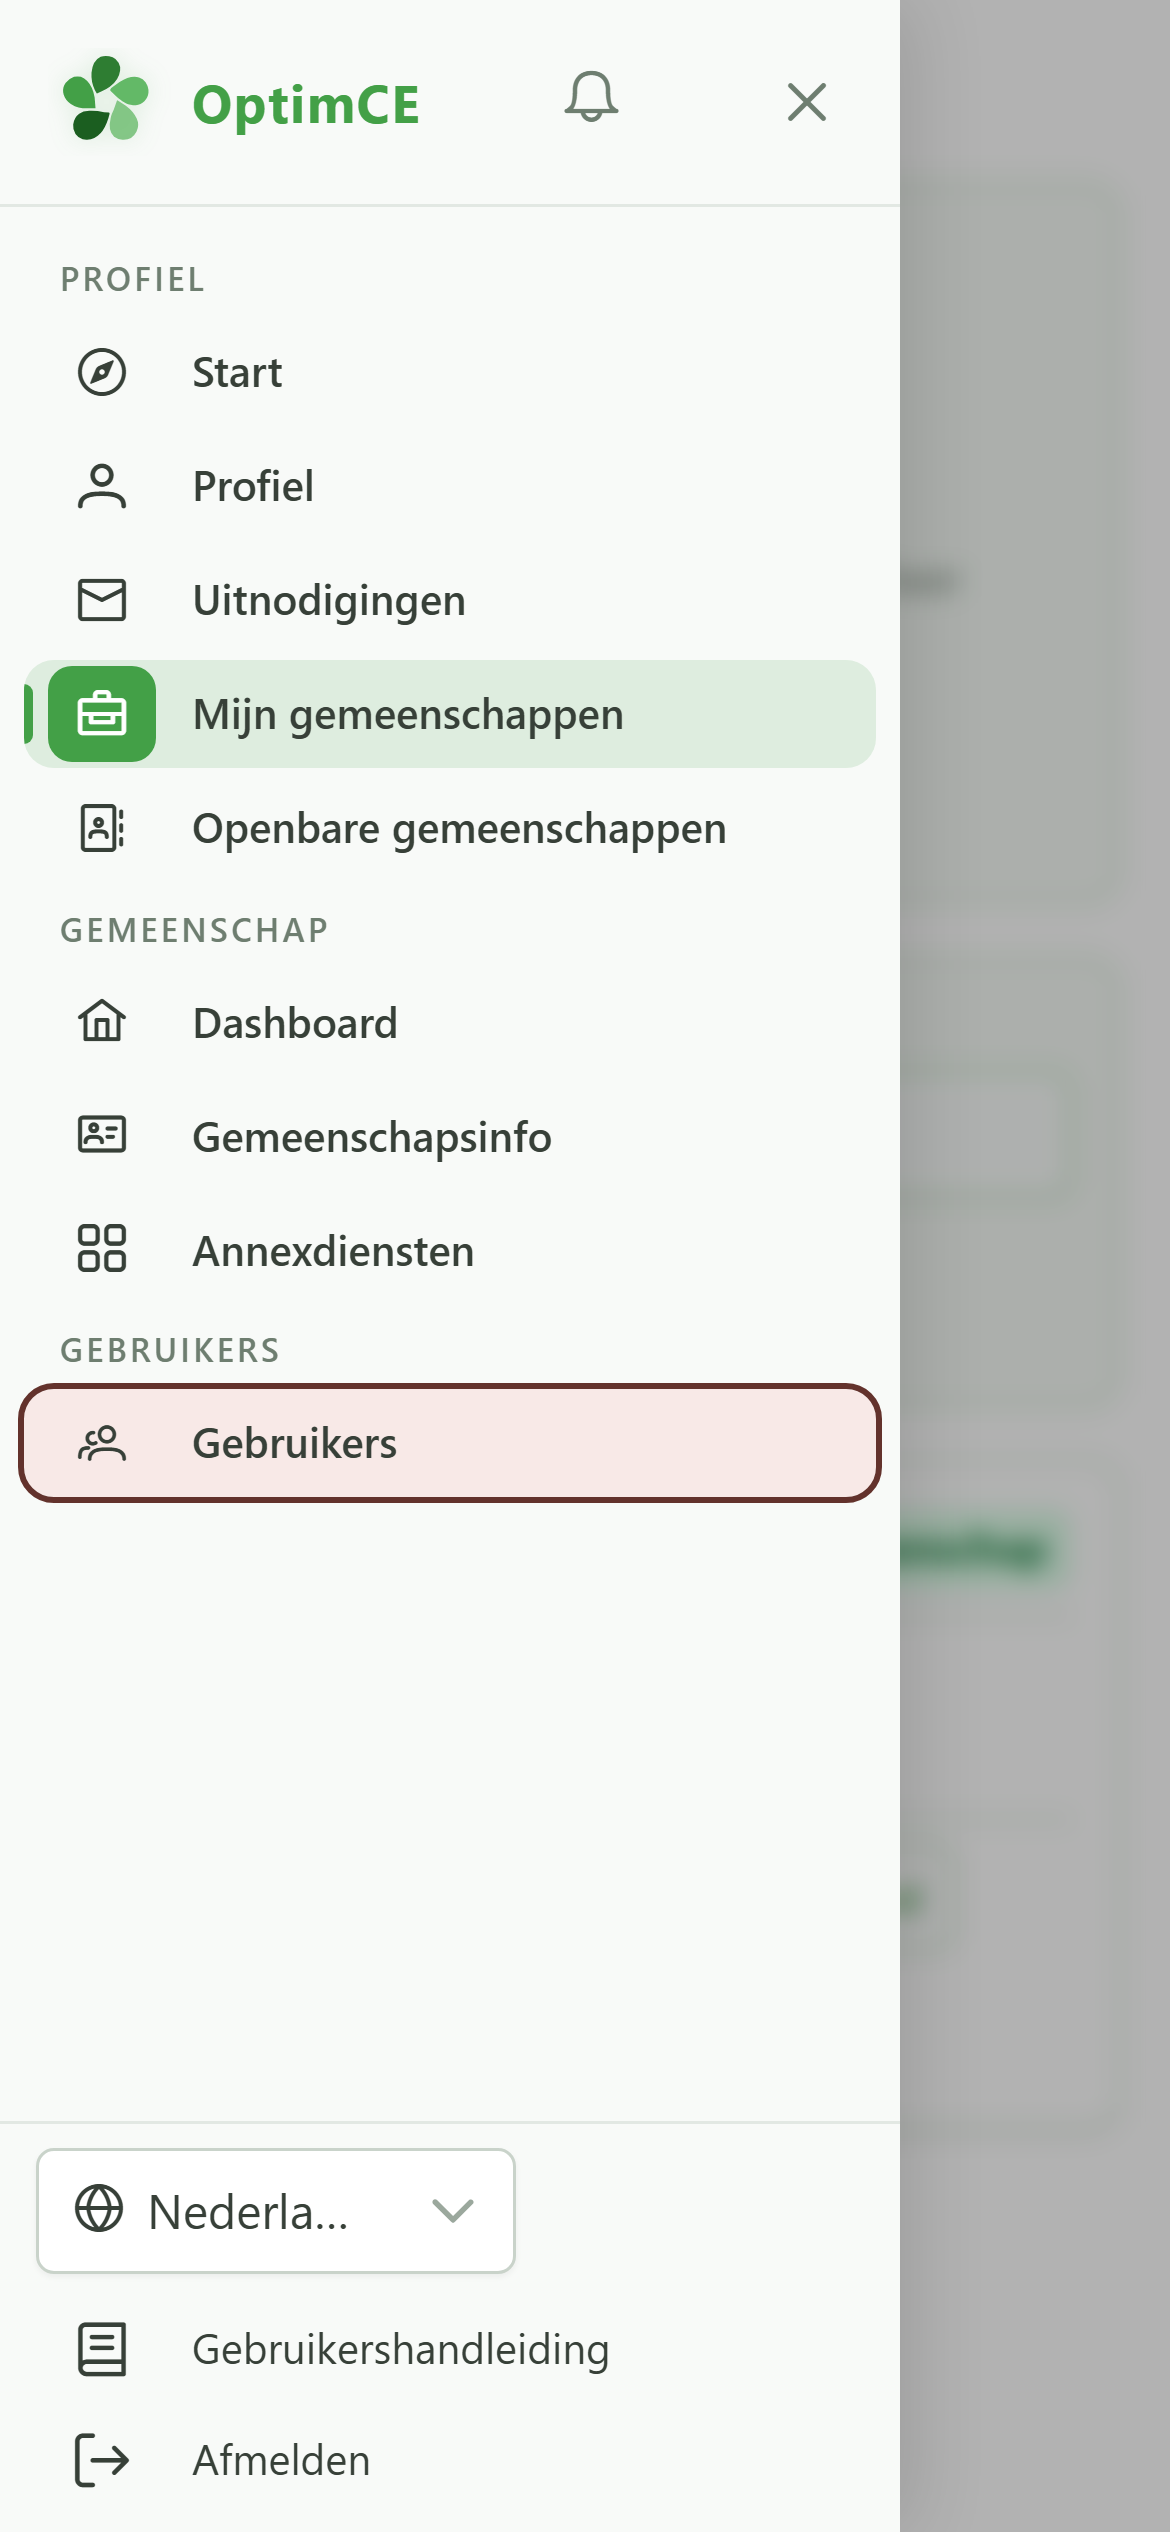 OptimCE
PROFIEL
Start
Profiel
Uitnodigingen
Mijn gemeenschappen
Openbare gemeenschappen
GEMEENSCHAP
Dashboard
Gemeenschapsinfo
Annexdiensten
GEBRUIKERS
Gebruikers
Nederla...
Gebruikershandleiding
Afmelden